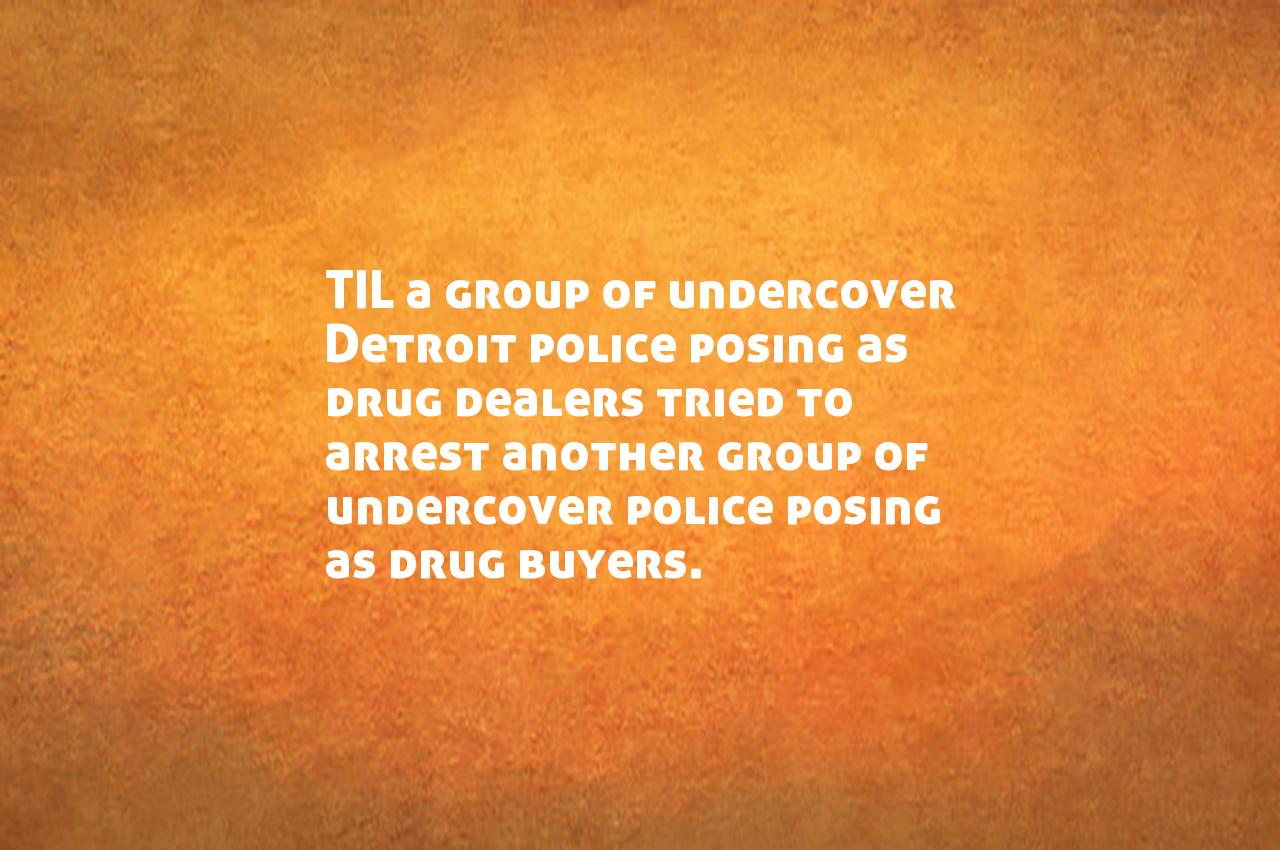 TIL a group of undercover
Detroit police posing as
drug dealers tried to
arrest another group of
undercover police posing
as drug buyers.